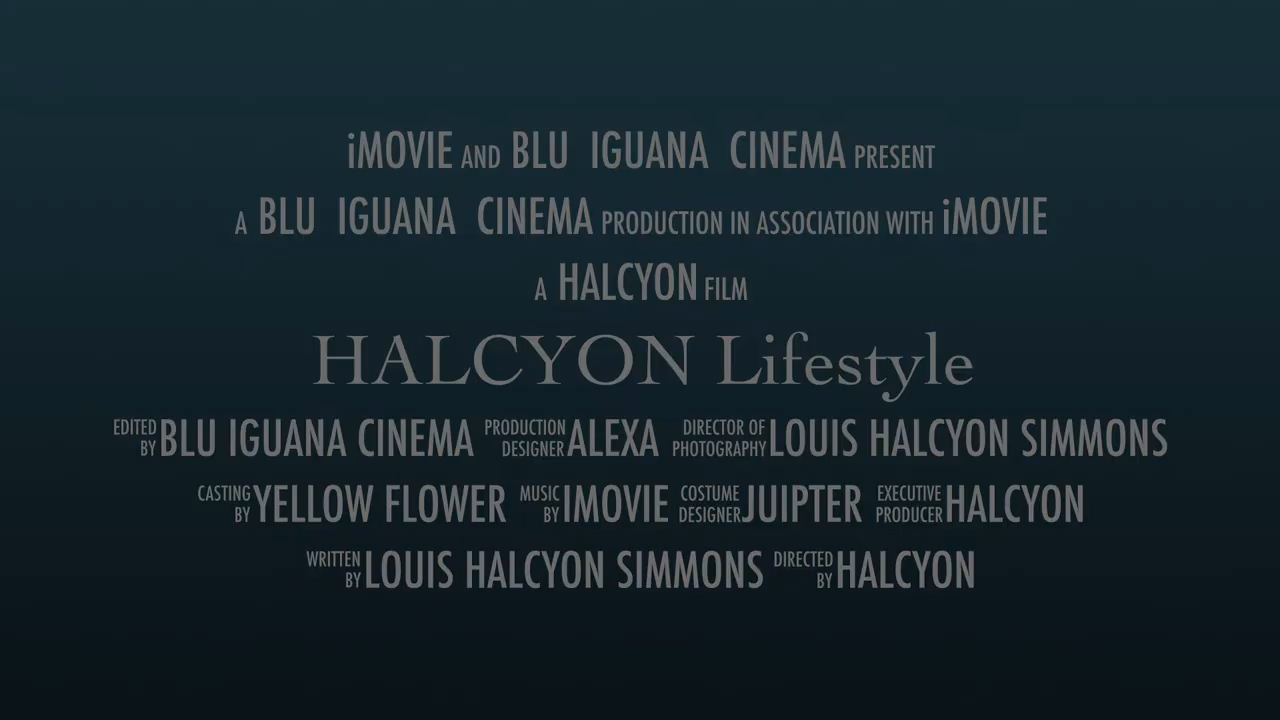 iMOVIE AND BLU IGUANA CINEMA PRESENT
A BLU IGUANA CINEMA PRODUCTION IN ASSOCIATION WITH iMOVIE
A HALCYON FILM
HALCYON Lifestyle
EDITED BY BLU IGUANA CINEMA PRODUCTION DESIGNER ALEXA DIRECTOR OF PHOTOGRAPHY LOUIS HALCYON SIMMONS
CASTING BY YELLOW FLOWER MUSIC BY IMOVIE COSTUME DESIGNER JUIPTER EXECUTIVE PRODUCER HALCYON
WRITTEN BY LOUIS HALCYON SIMMONS DIRECTED BY HALCYON